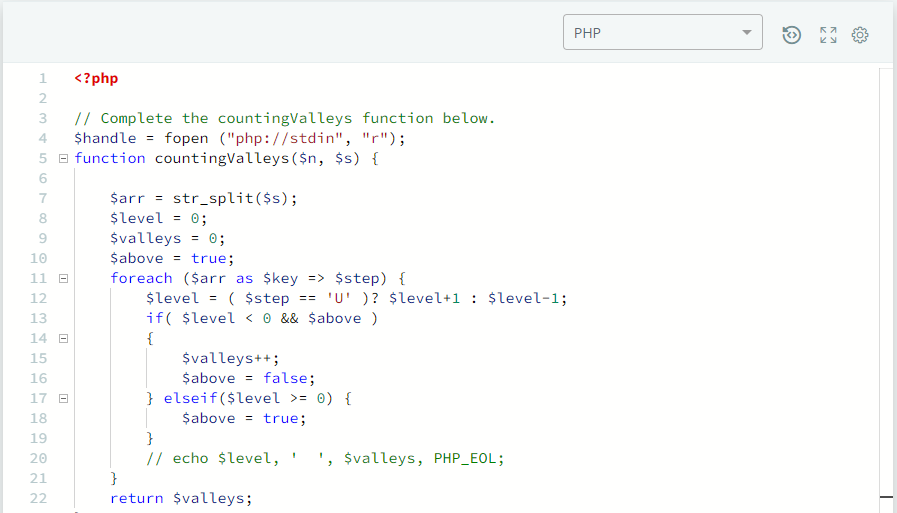 PHP
1 <?php
2
3 // Complete the countingValleys function below.
4 $handle = fopen ("php://stdin", "r");
5 function countingValleys($n, $s) {
6
7     $arr = str_split($s);
8     $level = 0;
9     $valleys = 0;
10     $above = true;
11     foreach ($arr as $key => $step) {
12         $level = ( $step == 'U' )? $level+1 : $level-1;
13         if( $level < 0 && $above )
14         {
15             $valleys++;
16             $above = false;
17         } elseif($level >= 0) {
18             $above = true;
19         }
20         // echo $level, '  ', $valleys, PHP_EOL;
21     }
22     return $valleys;